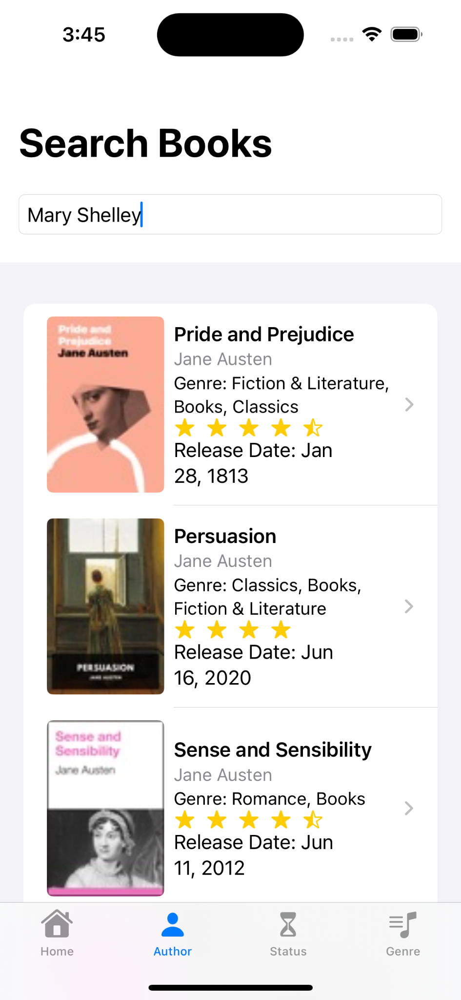 3:45
Search Books
Mary Shelley
Pride and
Prejudice
Jane Austen
Pride and Prejudice
Jane Austen
Genre: Fiction & Literature,
Books, Classics
Release Date: Jan
28, 1813
PERSUASION
JANE AUSTEN
Persuasion
Jane Austen
Genre: Classics, Books,
Fiction & Literature
Release Date: Jun
16, 2020
Sense and
Sensibility
Jane Austen
Sense and Sensibility
Jane Austen
Genre: Romance, Books
Release Date: Jun
11, 2012
Home
Author
Status
Genre